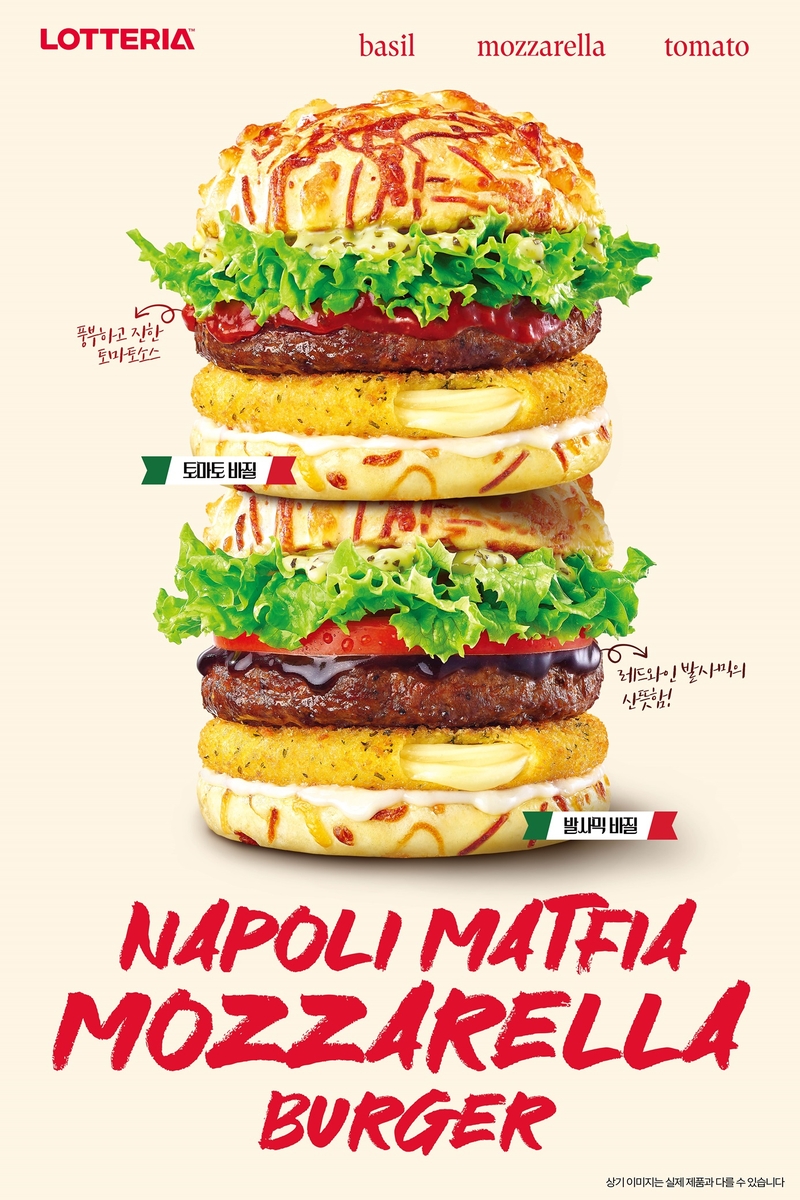 LOTTERIA™
basil mozzarella tomato
풍부하고 진한
토마토소스
토마토 바질
레드와인 발사믹의
산뜻함!
발사믹 바질
NAPOLI MATFIA
MOZZARELLA
BURGER
상기 이미지는 실제 제품과 다를 수 있습니다